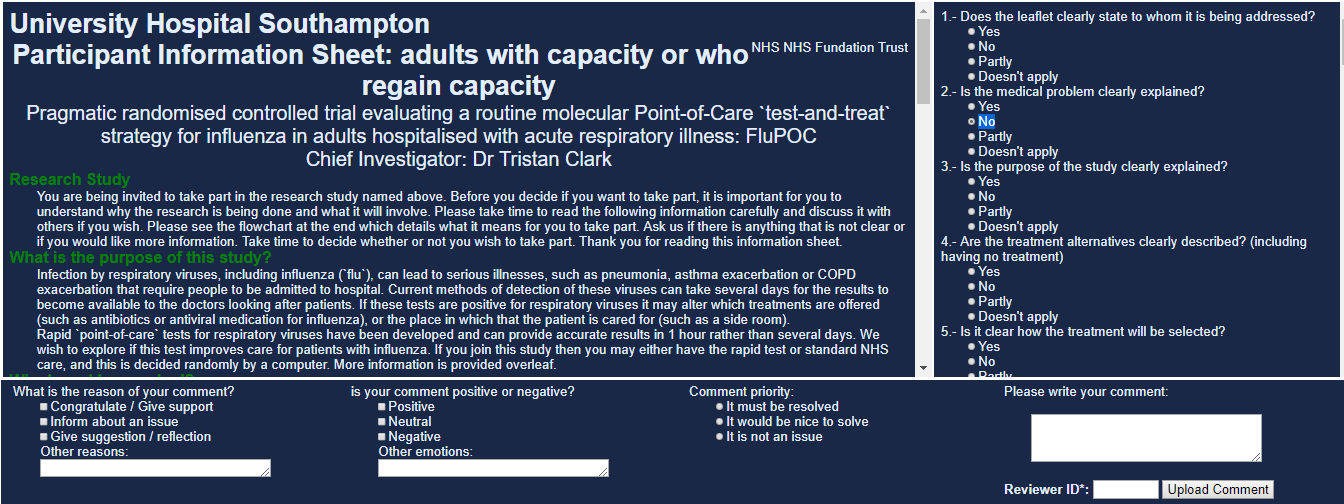 University Hospital Southampton
Participant Information Sheet: adults with capacity or who
NHS NHS Fundation Trust
regain capacity
Pragmatic randomised controlled trial evaluating a routine molecular Point-of-Care `test-and-treat`
strategy for influenza in adults hospitalised with acute respiratory illness: FluPOC
Chief Investigator: Dr Tristan Clark
Research Study
You are being invited to take part in the research study named above. Before you decide if you want to take part, it is important for you to
understand why the research is being done and what it will involve. Please take time to read the following information carefully and discuss it with
others if you wish. Please see the flowchart at the end which details what it means for you to take part. Ask us if there is anything that is not clear or
if you would like more information. Take time to decide whether or not you wish to take part. Thank you for reading this information sheet.
What is the purpose of this study?
Infection by respiratory viruses, including influenza (`flu`), can lead to serious illnesses, such as pneumonia, asthma exacerbation or COPD
exacerbation that require people to be admitted to hospital. Current methods of detection of these viruses can take several days for the results to
become available to the doctors looking after patients. If these tests are positive for respiratory viruses it may alter which treatments are offered
(such as antibiotics or antiviral medication for influenza), or the place in which that the patient is cared for (such as a side room).
Rapid `point-of-care` tests for respiratory viruses have been developed and can provide accurate results in 1 hour rather than several days. We
wish to explore if this test improves care for patients with influenza. If you join this study then you may either have the rapid test or standard NHS
care, and this is decided randomly by a computer. More information is provided overleaf.
1.- Does the leaflet clearly state to whom it is being addressed?
Yes
No
Partly
Doesn't apply
2.- Is the medical problem clearly explained?
Yes
No
Partly
Doesn't apply
3.- Is the purpose of the study clearly explained?
Yes
No
Partly
Doesn't apply
4.- Are the treatment alternatives clearly described? (including
having no treatment)
Yes
No
Partly
Doesn't apply
5.- Is it clear how the treatment will be selected?
Yes
No
Partly
What is the reason of your comment?
Congratulate / Give support
Inform about an issue
Give suggestion / reflection
Other reasons:
is your comment positive or negative?
Positive
Neutral
Negative
Other emotions:
Comment priority:
It must be resolved
It would be nice to solve
It is not an issue
Please write your comment:
Reviewer ID*:
Upload Comment